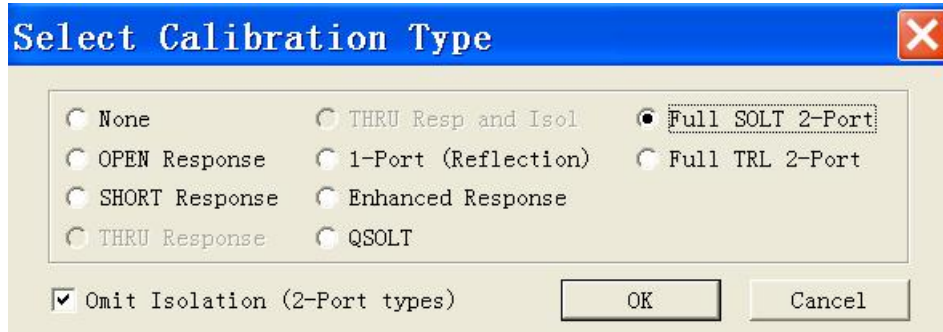 Select Calibration Type
None
THRU Resp and Isol
Full SOLT 2-Port
OPEN Response
1-Port (Reflection)
Full TRL 2-Port
SHORT Response
Enhanced Response
THRU Response
QSOLT
Omit Isolation (2-Port types)
OK
Cancel